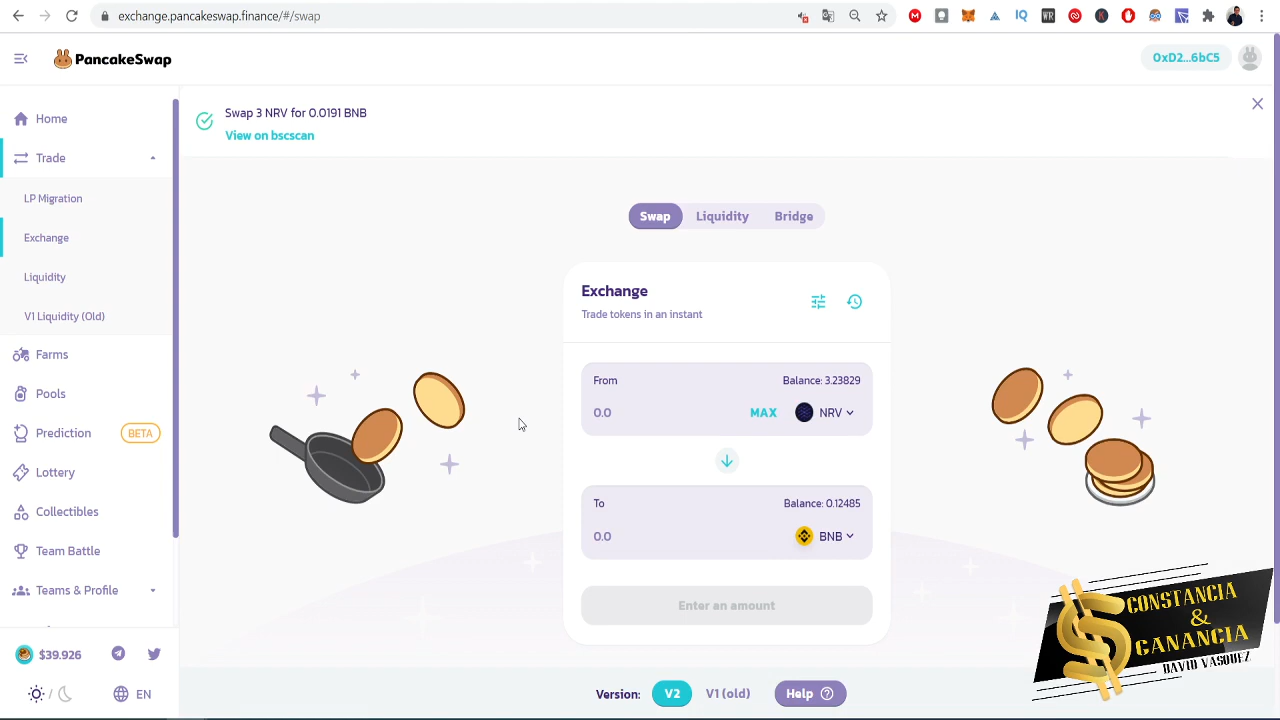 exchange.pancakeswap.finance/#/swap
IQ
WR
PancakeSwap
0xD2...6bC5
Home
Trade
LP Migration
Exchange
Liquidity
V1 Liquidity (Old)
Farms
Pools
Prediction
BETA
Lottery
Collectibles
Team Battle
Teams & Profile
$39.926
EN
Swap 3 NRV for 0.0191 BNB
View on bscscan
Swap
Liquidity
Bridge
Exchange
Trade tokens in an instant
From
Balance: 3.23829
0.0
MAX
NRV
To
Balance: 0.12485
0.0
BNB
Enter an amount
Version:
V2
V1 (old)
Help
CONSTANCIA
&
GANANCIA
DAVID VASQUEZ